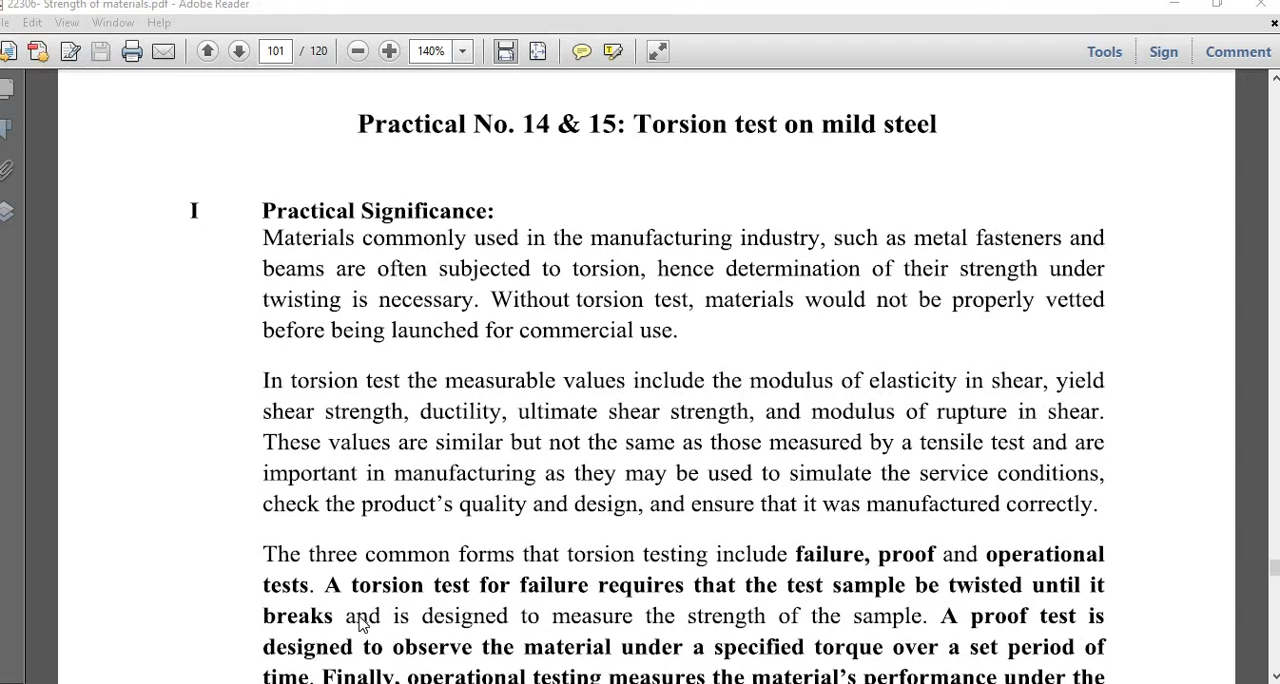 22306- Strength of materials.pdf - Adobe Reader
Edit View Window Help
101 / 120 140% Tools Sign Comment
Practical No. 14 & 15: Torsion test on mild steel
I Practical Significance:
Materials commonly used in the manufacturing industry, such as metal fasteners and
beams are often subjected to torsion, hence determination of their strength under
twisting is necessary. Without torsion test, materials would not be properly vetted
before being launched for commercial use.
In torsion test the measurable values include the modulus of elasticity in shear, yield
shear strength, ductility, ultimate shear strength, and modulus of rupture in shear.
These values are similar but not the same as those measured by a tensile test and are
important in manufacturing as they may be used to simulate the service conditions,
check the product's quality and design, and ensure that it was manufactured correctly.
The three common forms that torsion testing include failure, proof and operational
tests. A torsion test for failure requires that the test sample be twisted until it
breaks and is designed to measure the strength of the sample. A proof test is
designed to observe the material under a specified torque over a set period of
time. Finally, operational testing measures the material's performance under the